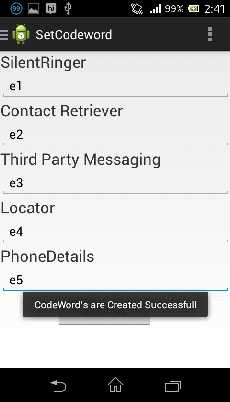 99% 2:41
SetCodeword
SilentRinger
e1
Contact Retriever
e2
Third Party Messaging
e3
Locator
e4
PhoneDetails
e5
CodeWord's are Created Successfull